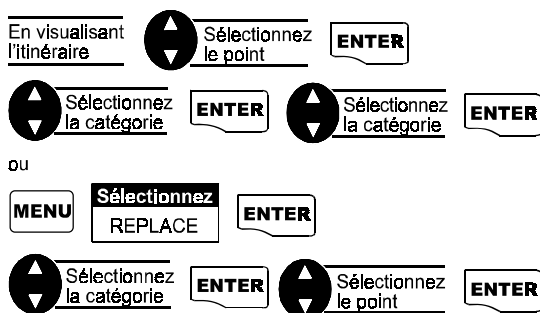 En visualisant Sélectionnez
l'itinéraire le point ENTER
Sélectionnez Sélectionnez
la catégorie ENTER la catégorie ENTER
ou
MENU Sélectionnez ENTER
REPLACE
Sélectionnez Sélectionnez
la catégorie ENTER le point ENTER